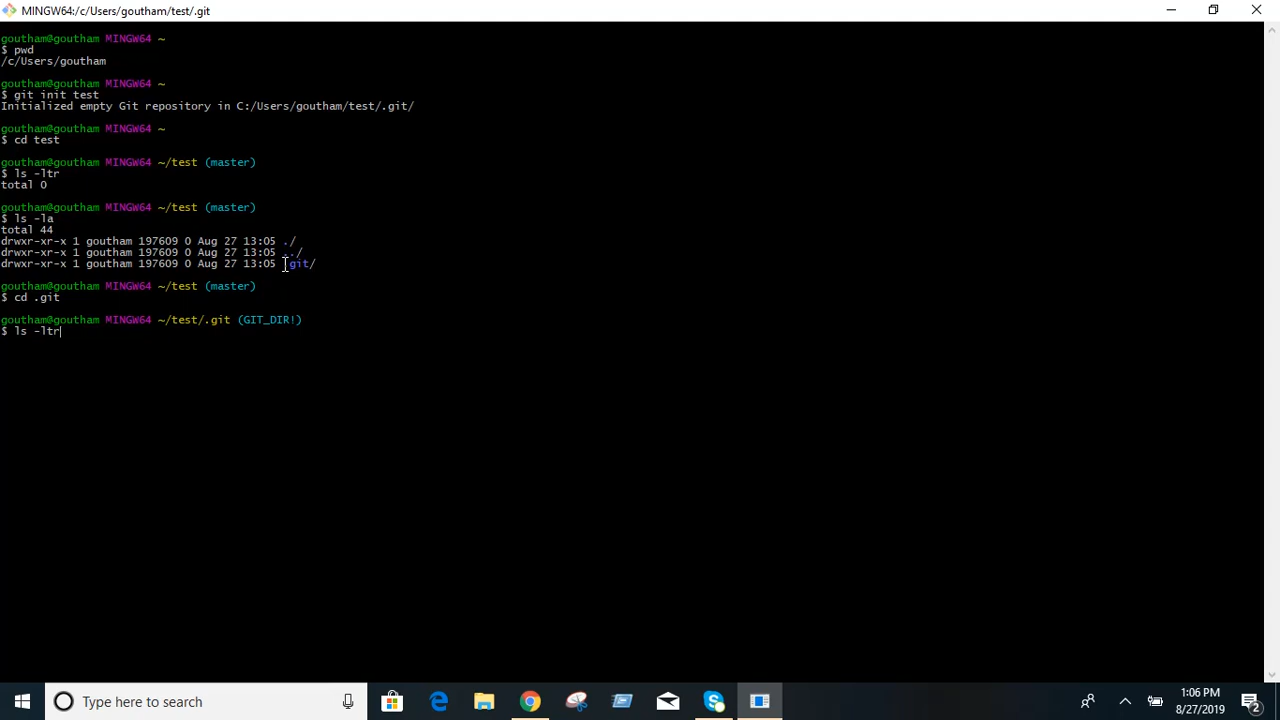 MINGW64:/c/Users/goutham/test/.git
goutham@goutham MINGW64 ~
$ pwd
/c/Users/goutham
goutham@goutham MINGW64 ~
$ git init test
Initialized empty Git repository in C:/Users/goutham/test/.git/
goutham@goutham MINGW64 ~
$ cd test
goutham@goutham MINGW64 ~/test (master)
$ ls -ltr
total 0
goutham@goutham MINGW64 ~/test (master)
$ ls -la
total 44
drwxr-xr-x 1 goutham 197609 0 Aug 27 13:05 ./
drwxr-xr-x 1 goutham 197609 0 Aug 27 13:05 ../
drwxr-xr-x 1 goutham 197609 0 Aug 27 13:05 .git/
goutham@goutham MINGW64 ~/test (master)
$ cd .git
goutham@goutham MINGW64 ~/test/.git (GIT_DIR!)
$ ls -ltr
Type here to search
1:06 PM
8/27/2019
2